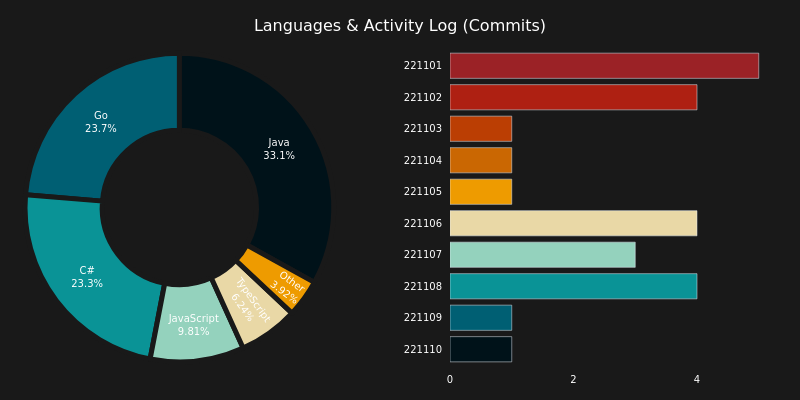 Languages & Activity Log (Commits)
Go
23.7%
Java
33.1%
C#
23.3%
JavaScript
9.81%
TypeScript
6.24%
Other
3.92%
221101
221102
221103
221104
221105
221106
221107
221108
221109
221110
0
2
4